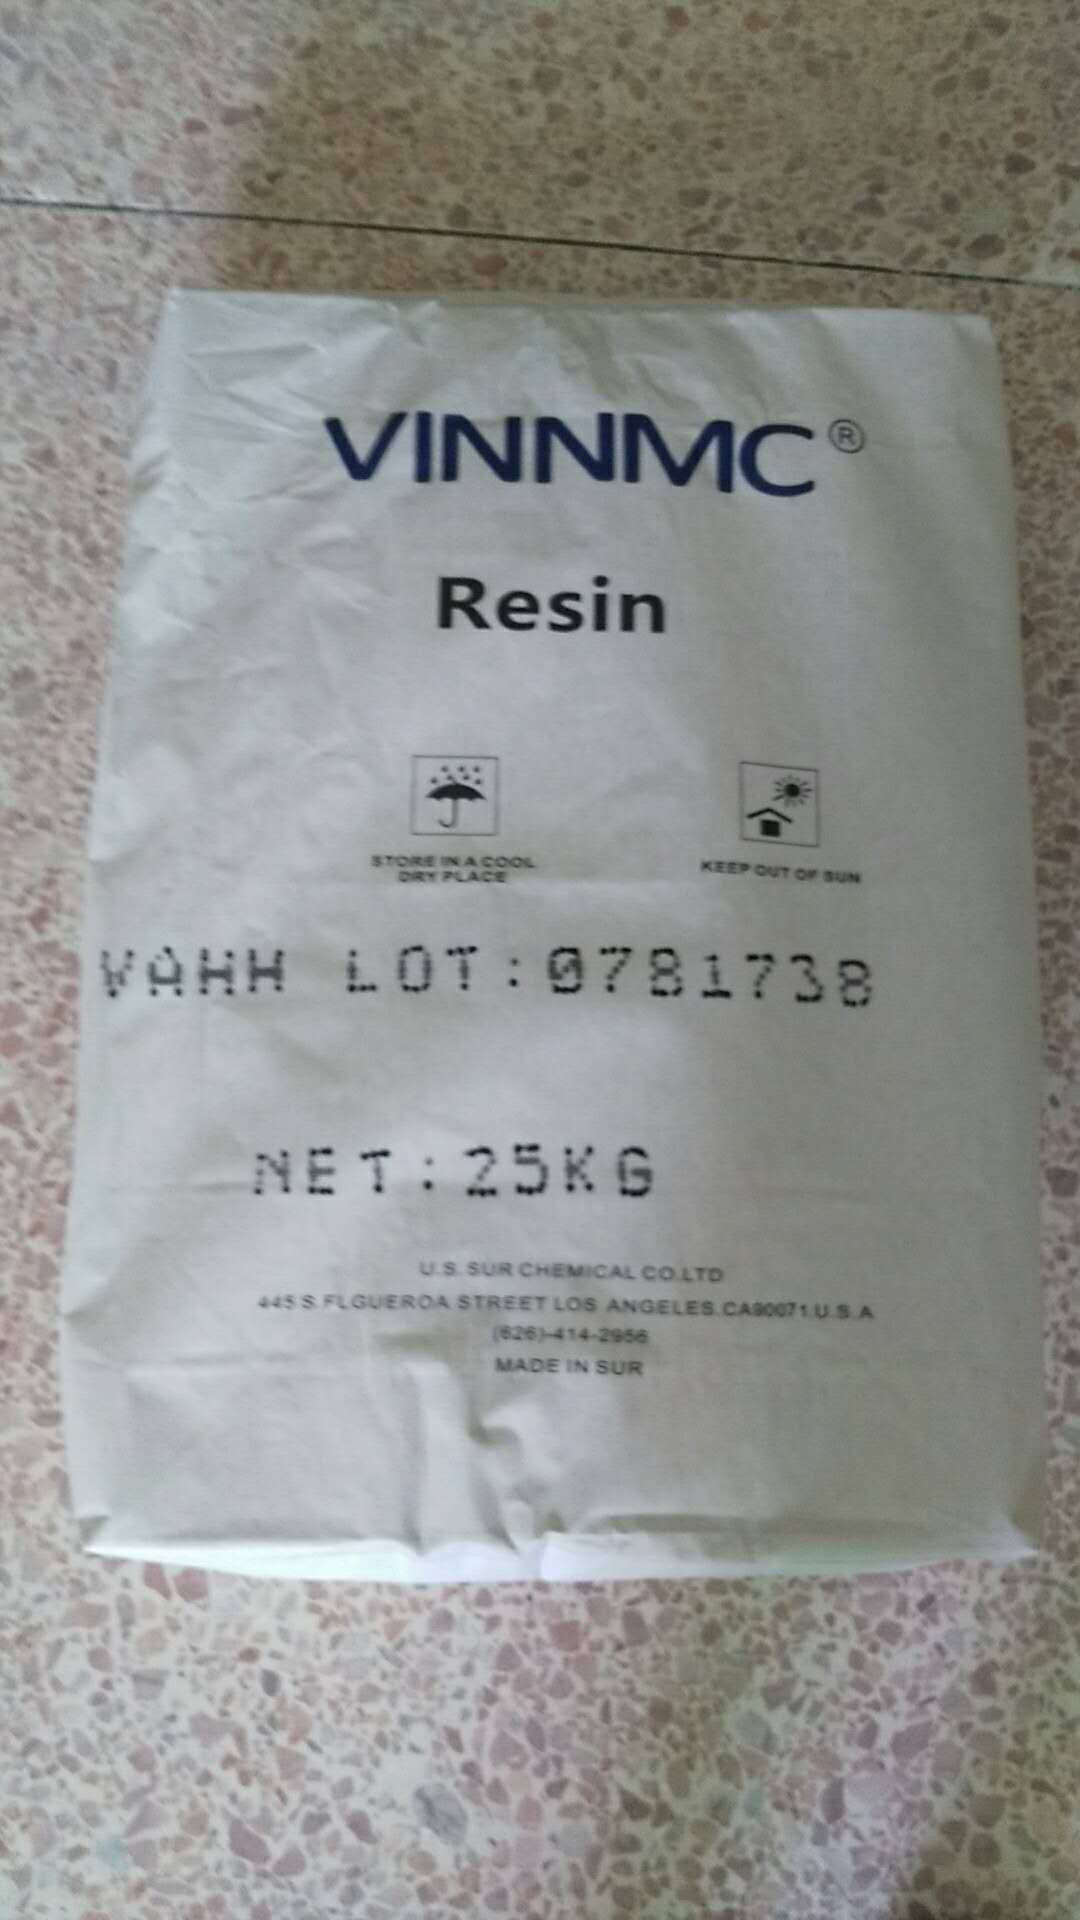 VINNMC®
Resin
STORE IN A COOL
DRY PLACE
KEEP OUT OF SUN
VAHH LOT:0781738
NET:25KG
U.S. SUR CHEMICAL CO.LTD
445 S. FLGUEROA STREET LOS ANGELES.CA90071 U.S.A
(626)-414-2956
MADE IN SUR